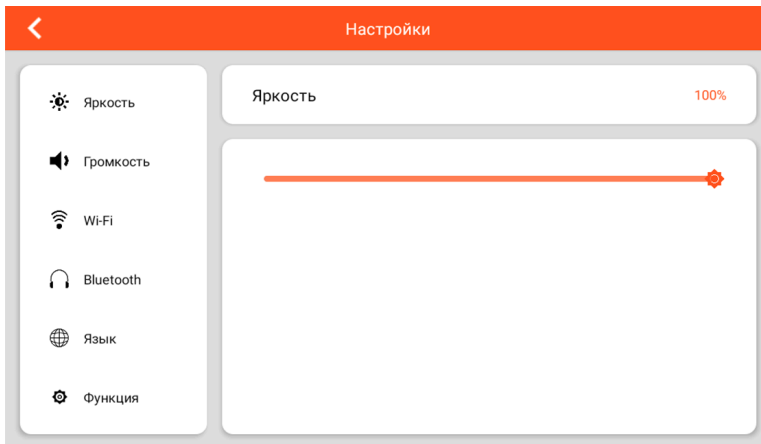 Настройки
Яркость
Громкость
Wi-Fi
Bluetooth
Язык
Функция
Яркость 100%